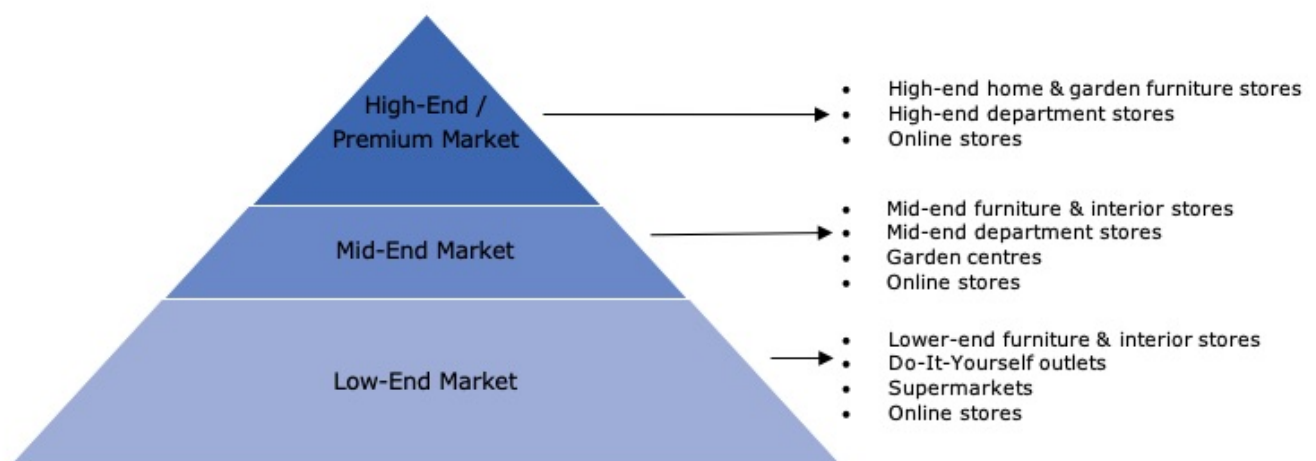 High-End /
Premium Market
• High-end home & garden furniture stores
• High-end department stores
• Online stores
Mid-End Market
• Mid-end furniture & interior stores
• Mid-end department stores
• Garden centres
• Online stores
Low-End Market
• Lower-end furniture & interior stores
• Do-It-Yourself outlets
• Supermarkets
• Online stores